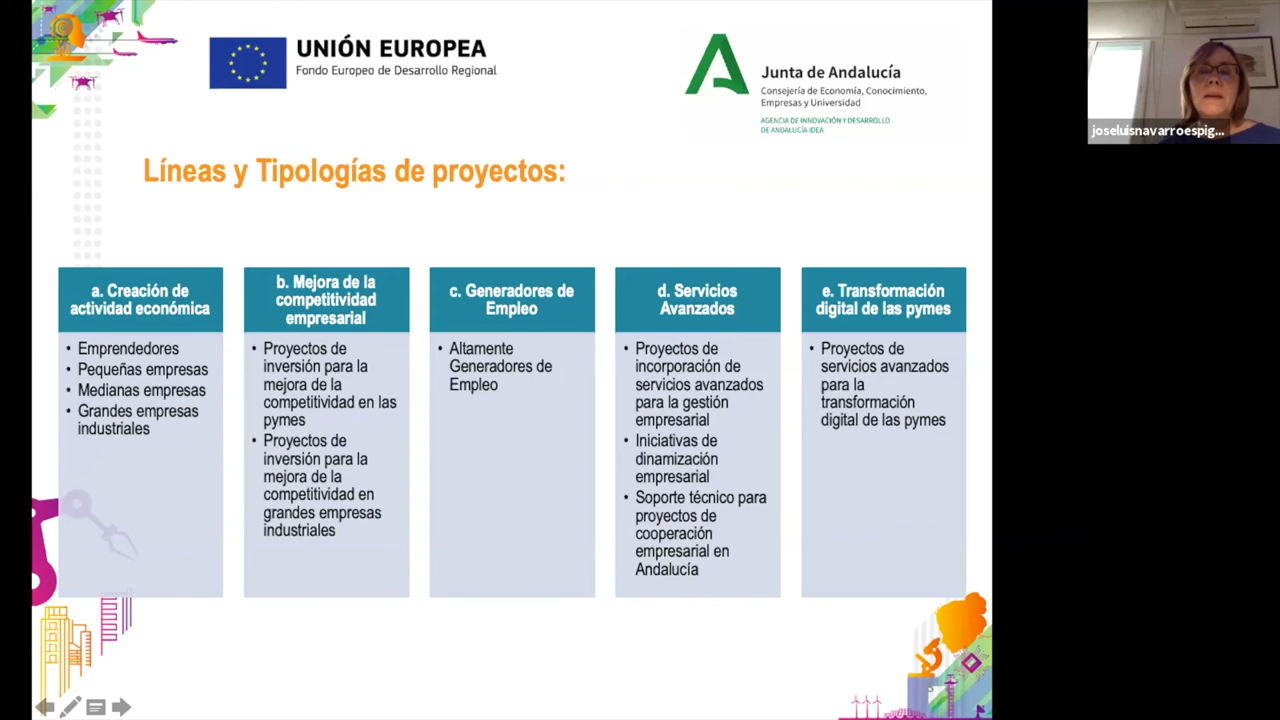 UNIÓN EUROPEA
Fondo Europeo de Desarrollo Regional
Junta de Andalucía
Consejería de Economía, Conocimiento,
Empresas y Universidad
AGENCIA DE INNOVACIÓN Y DESARROLLO
DE ANDALUCÍA IDEA
joseluisnavarroespig...
Líneas y Tipologías de proyectos:
a. Creación de
actividad económica
• Emprendedores
• Pequeñas empresas
• Medianas empresas
• Grandes empresas
industriales
b. Mejora de la
competitividad
empresarial
• Proyectos de
inversión para la
mejora de la
competitividad en las
pymes
• Proyectos de
inversión para la
mejora de la
competitividad en
grandes empresas
industriales
c. Generadores de
Empleo
• Altamente
Generadores de
Empleo
d. Servicios
Avanzados
• Proyectos de
incorporación de
servicios avanzados
para la gestión
empresarial
• Iniciativas de
dinamización
empresarial
• Soporte técnico para
proyectos de
cooperación
empresarial en
Andalucía
e. Transformación
digital de las pymes
• Proyectos de
servicios avanzados
para la
transformación
digital de las pymes